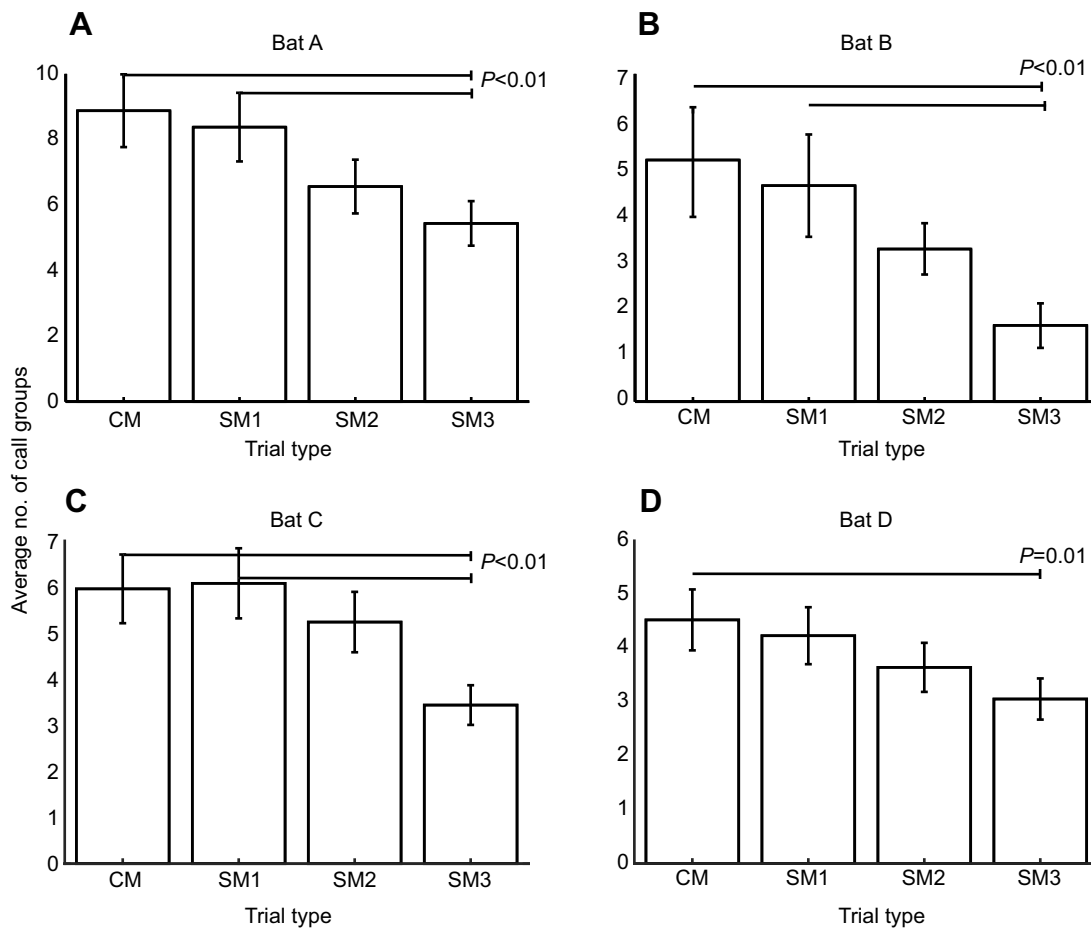 A
Bat A
10
8
6
4
2
0
P<0.01
CM SM1 SM2 SM3
Trial type
B
Bat B
7
6
5
4
3
2
1
0
P<0.01
CM SM1 SM2 SM3
Trial type
Average no. of call groups
C
Bat C
7
6
5
4
3
2
1
0
P<0.01
CM SM1 SM2 SM3
Trial type
D
Bat D
6
5
4
3
2
1
0
P=0.01
CM SM1 SM2 SM3
Trial type